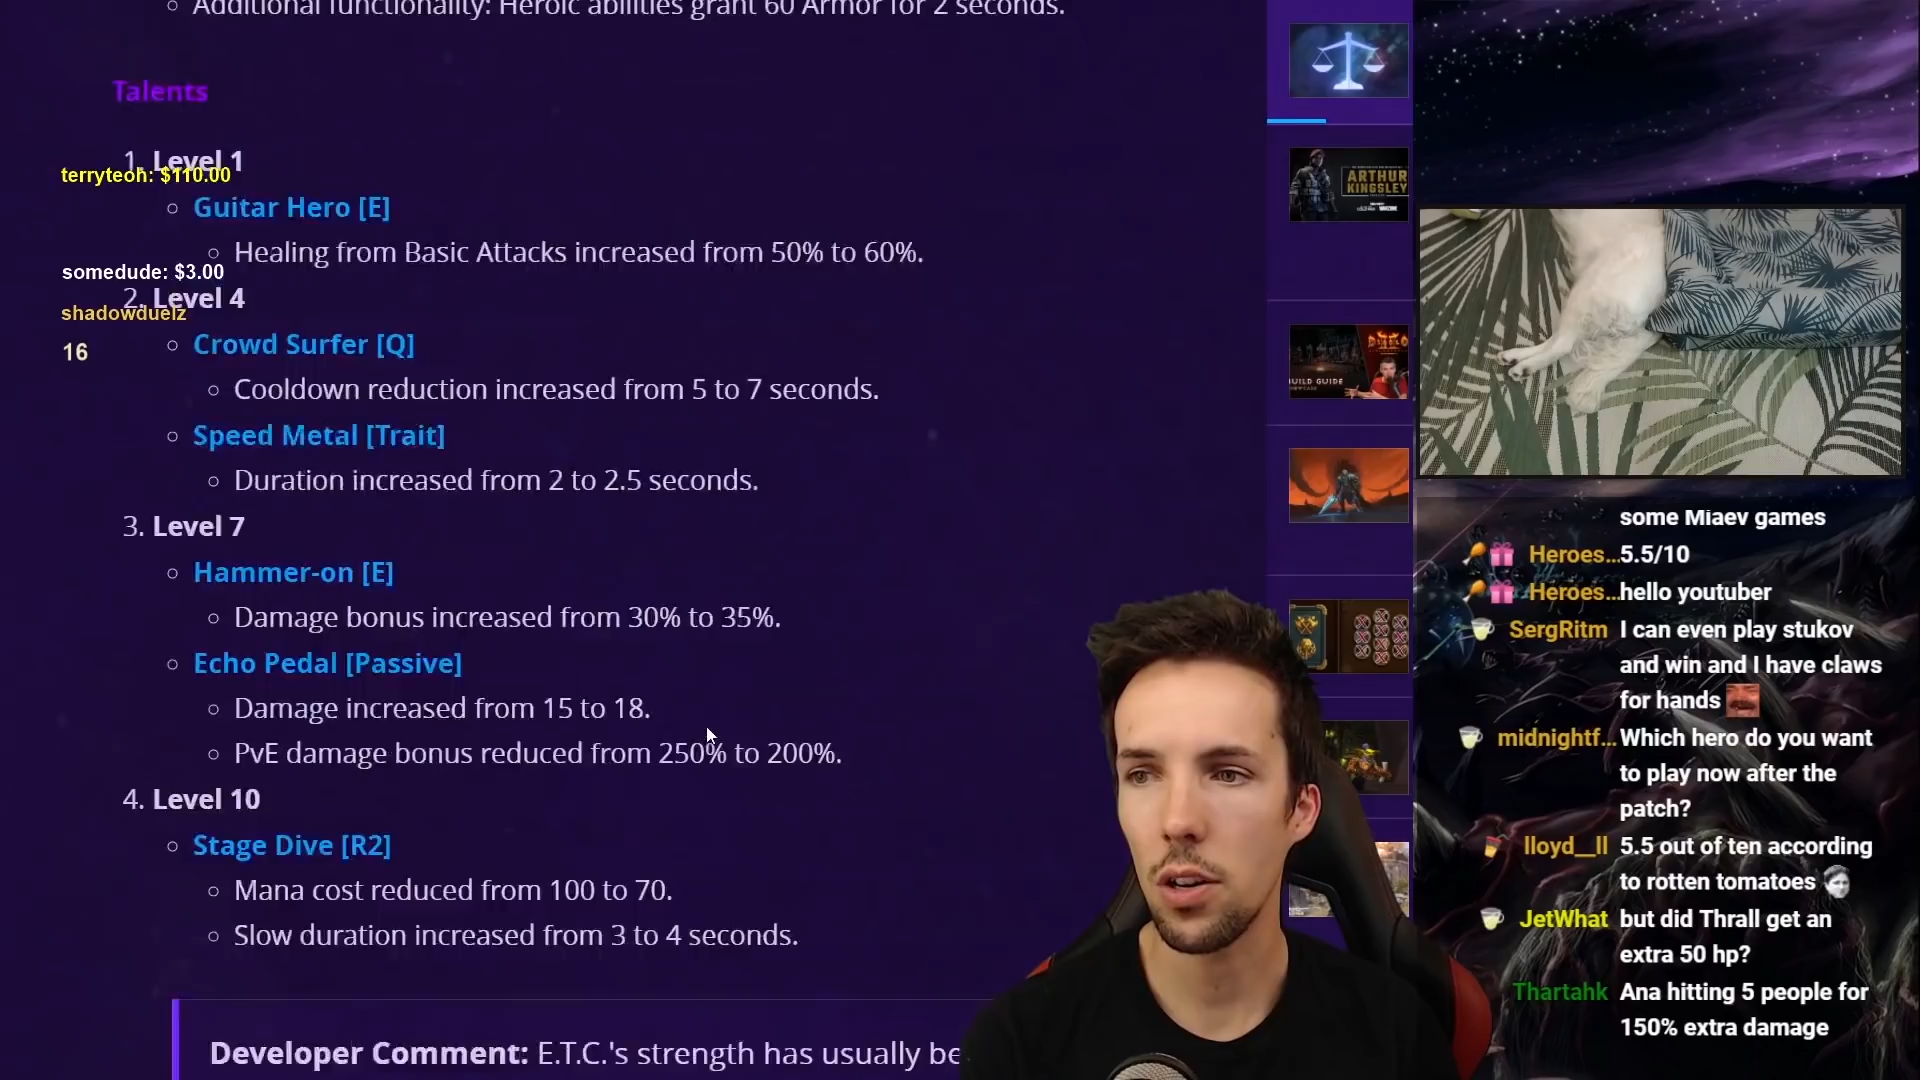 Additional functionality: Heroic abilities grant 60 Armor for 2 seconds.
Talents
1. Level 1
terryteoh: $110.00
Guitar Hero [E]
Healing from Basic Attacks increased from 50% to 60%.
somedude: $3.00
2. Level 4
shadowduelz
16
Crowd Surfer [Q]
Cooldown reduction increased from 5 to 7 seconds.
Speed Metal [Trait]
Duration increased from 2 to 2.5 seconds.
3. Level 7
Hammer-on [E]
Damage bonus increased from 30% to 35%.
Echo Pedal [Passive]
Damage increased from 15 to 18.
PvE damage bonus reduced from 250% to 200%.
4. Level 10
Stage Dive [R2]
Mana cost reduced from 100 to 70.
Slow duration increased from 3 to 4 seconds.
Developer Comment: E.T.C.'s strength has usually be
ARTHUR
KINGSLEY
DIABLO
BUILD GUIDE
some Miaev games
Heroes... 5.5/10
Heroes... hello youtuber
SergRitm I can even play stukov
and win and I have claws
for hands
midnightf... Which hero do you want
to play now after the
patch?
lloyd__ll 5.5 out of ten according
to rotten tomatoes
JetWhat but did Thrall get an
extra 50 hp?
Thartahk Ana hitting 5 people for
150% extra damage